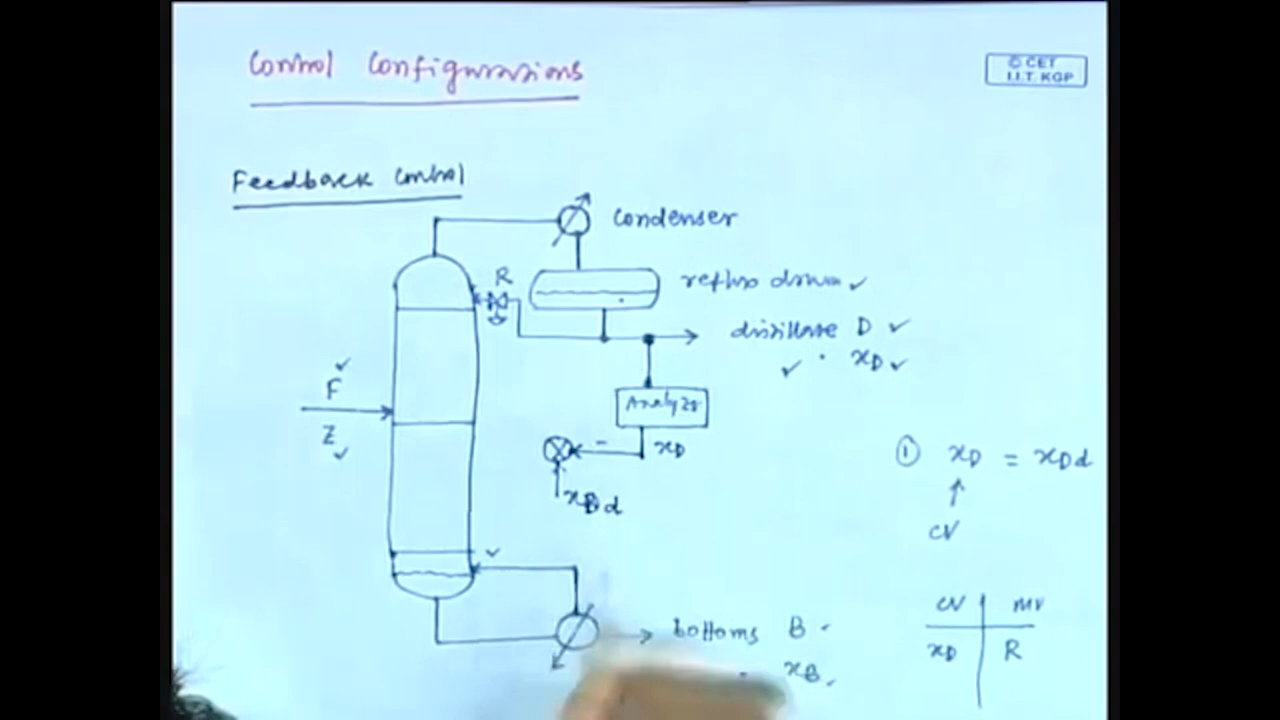 Control Configurations
© CET
I.I.T. KGP
Feedback Control
Condenser
R
reflux drum ✓
distillate D ✓
✓ · xD ✓
✓
F
Z
✓
Analyzer
- xD
xDd
① xD = xDd
↑
CV
✓
CV | MV
xD | R
bottoms B
xB